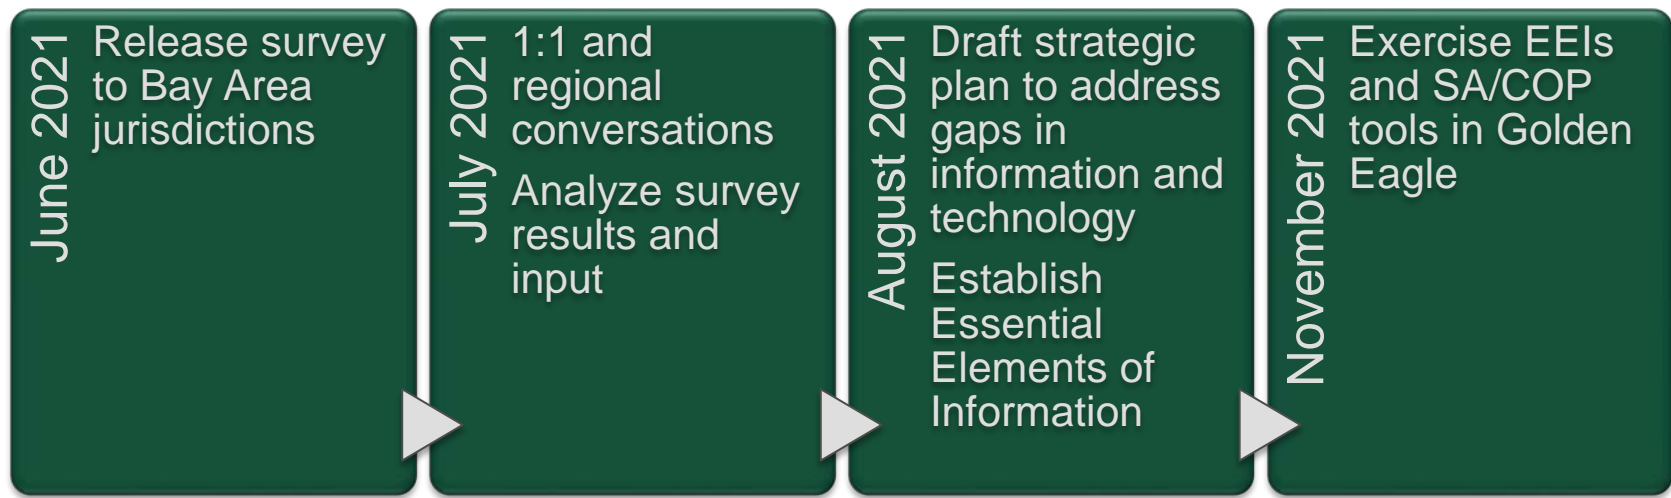 June 2021
Release survey
to Bay Area
jurisdictions
July 2021
1:1 and
regional
conversations
Analyze survey
results and
input
August 2021
Draft strategic
plan to address
gaps in
information and
technology
Establish
Essential
Elements of
Information
November 2021
Exercise EEIs
and SA/COP
tools in Golden
Eagle